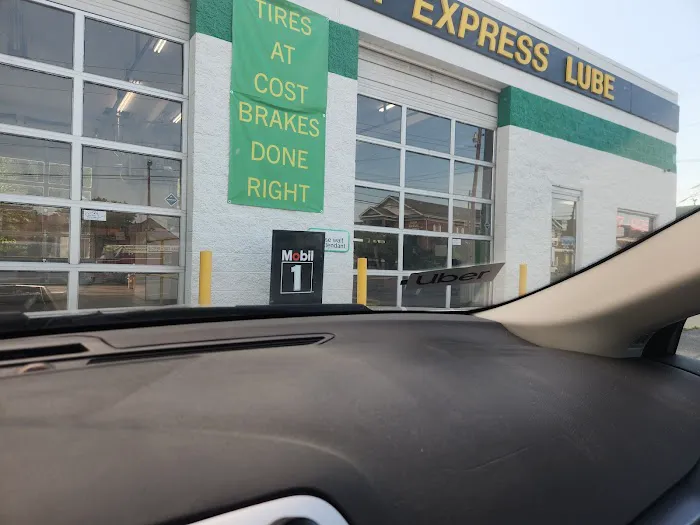 EXPRESS LUBE
TIRES
AT
COST
BRAKES
DONE
RIGHT
Mobil
1
Uber